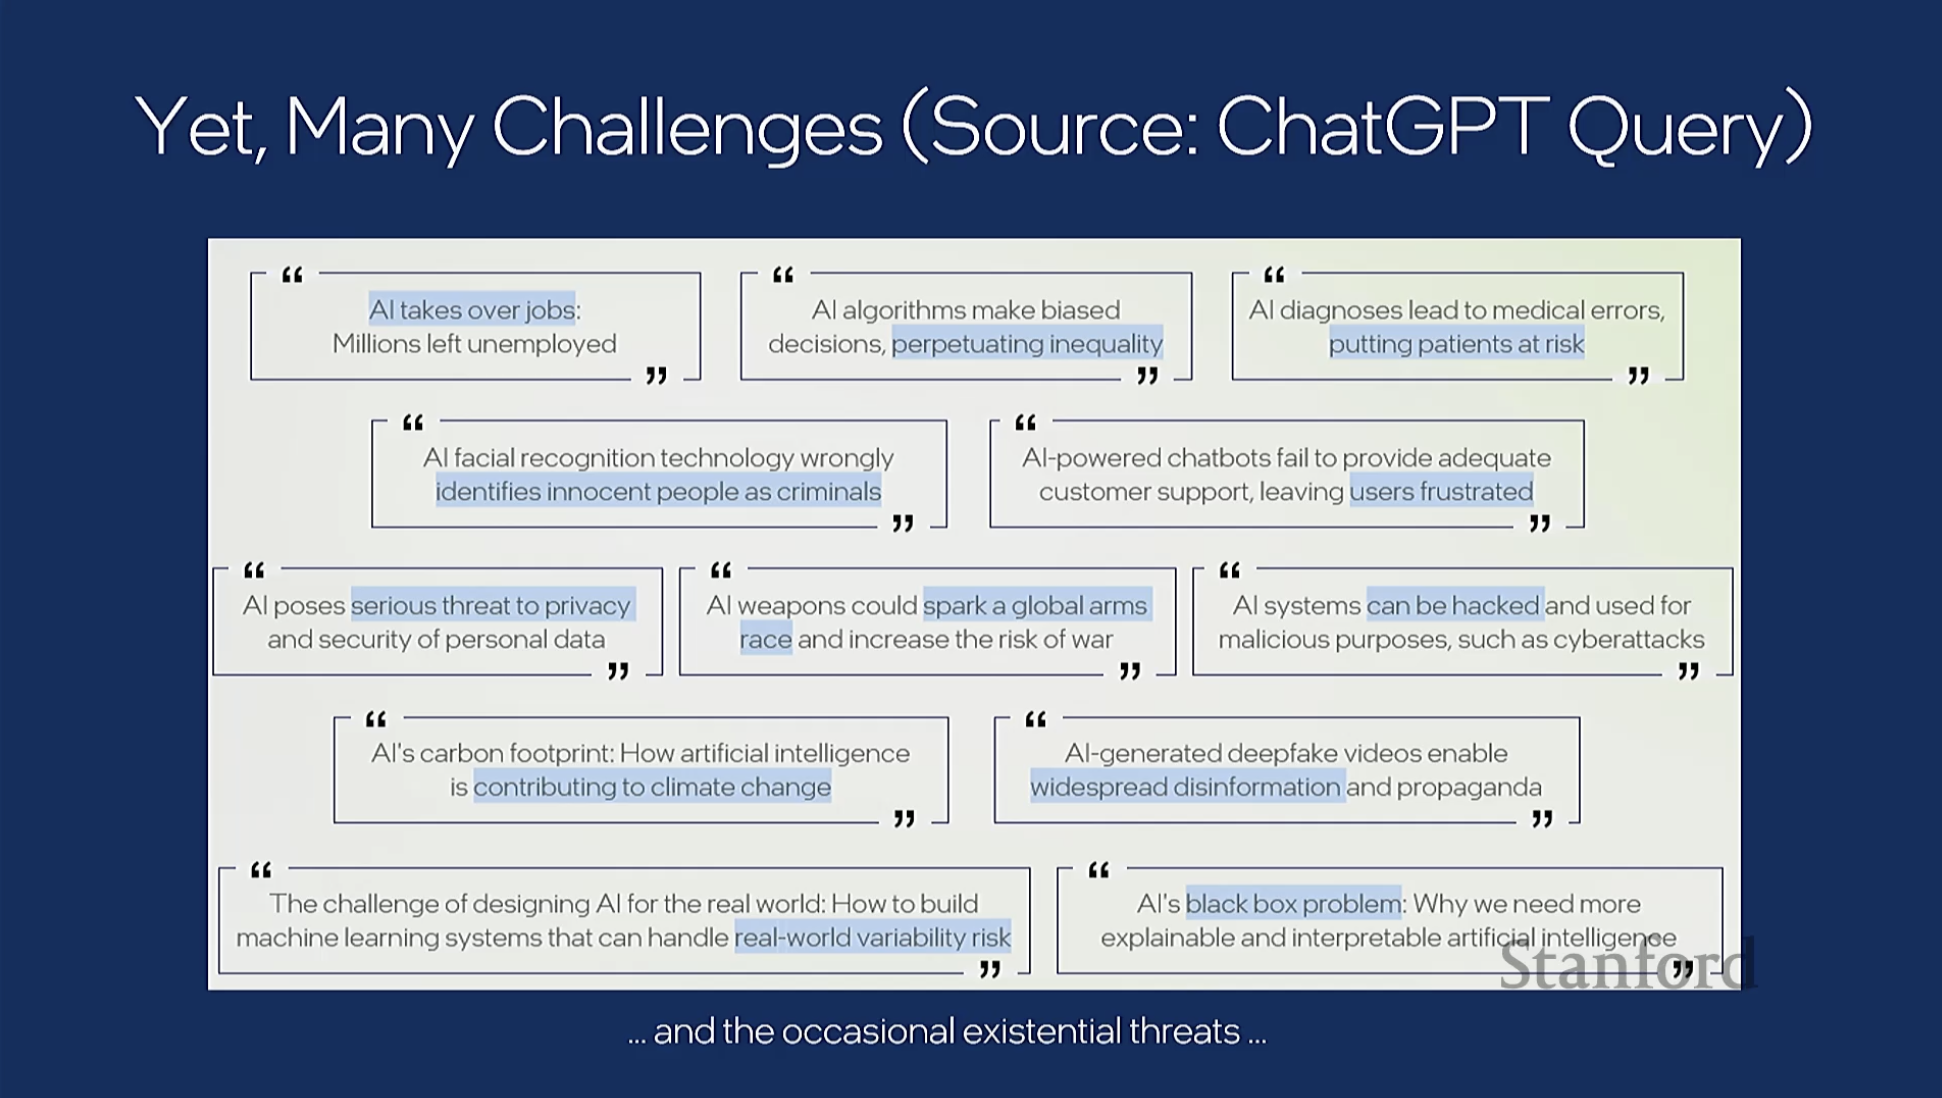 Yet, Many Challenges (Source: ChatGPT Query)
“
“
“
AI takes over jobs:
Millions left unemployed
”
AI algorithms make biased
decisions, perpetuating inequality
”
AI diagnoses lead to medical errors,
putting patients at risk
”
“
AI facial recognition technology wrongly
identifies innocent people as criminals
”
“
AI-powered chatbots fail to provide adequate
customer support, leaving users frustrated
”
“
AI poses serious threat to privacy
and security of personal data
”
“
AI weapons could spark a global arms
race and increase the risk of war
”
“
AI systems can be hacked and used for
malicious purposes, such as cyberattacks
”
“
AI's carbon footprint: How artificial intelligence
is contributing to climate change
”
“
AI-generated deepfake videos enable
widespread disinformation and propaganda
”
“
The challenge of designing AI for the real world: How to build
machine learning systems that can handle real-world variability risk
”
“
AI's black box problem: Why we need more
explainable and interpretable artificial intelligence
”
Stanford
... and the occasional existential threats ...